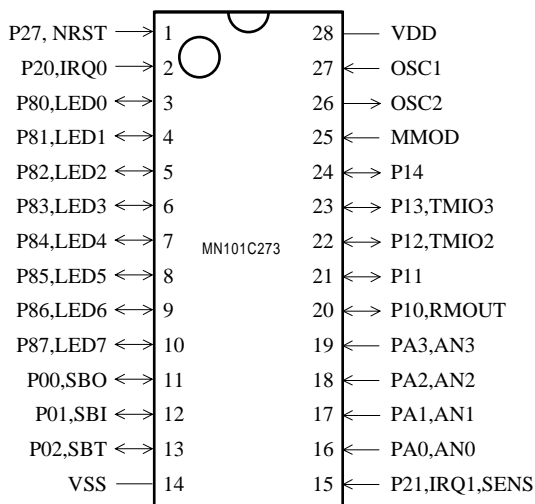 P27, NRST 1 28 VDD
P20,IRQ0 2 27 OSC1
P80,LED0 3 26 OSC2
P81,LED1 4 25 MMOD
P82,LED2 5 24 P14
P83,LED3 6 23 P13,TMIO3
P84,LED4 7 22 P12,TMIO2
MN101C273
P85,LED5 8 21 P11
P86,LED6 9 20 P10,RMOUT
P87,LED7 10 19 PA3,AN3
P00,SBO 11 18 PA2,AN2
P01,SBI 12 17 PA1,AN1
P02,SBT 13 16 PA0,AN0
VSS 14 15 P21,IRQ1,SENS